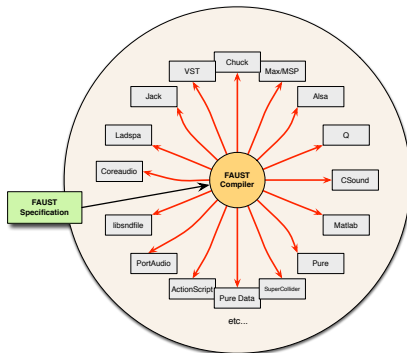 Chuck
VST
Max/MSP
Jack
Alsa
Ladspa
Q
Coreaudio
FAUST
Compiler
CSound
FAUST
Specification
libsndfile
Matlab
PortAudio
Pure
ActionScript
Pure Data
SuperCollider
etc...